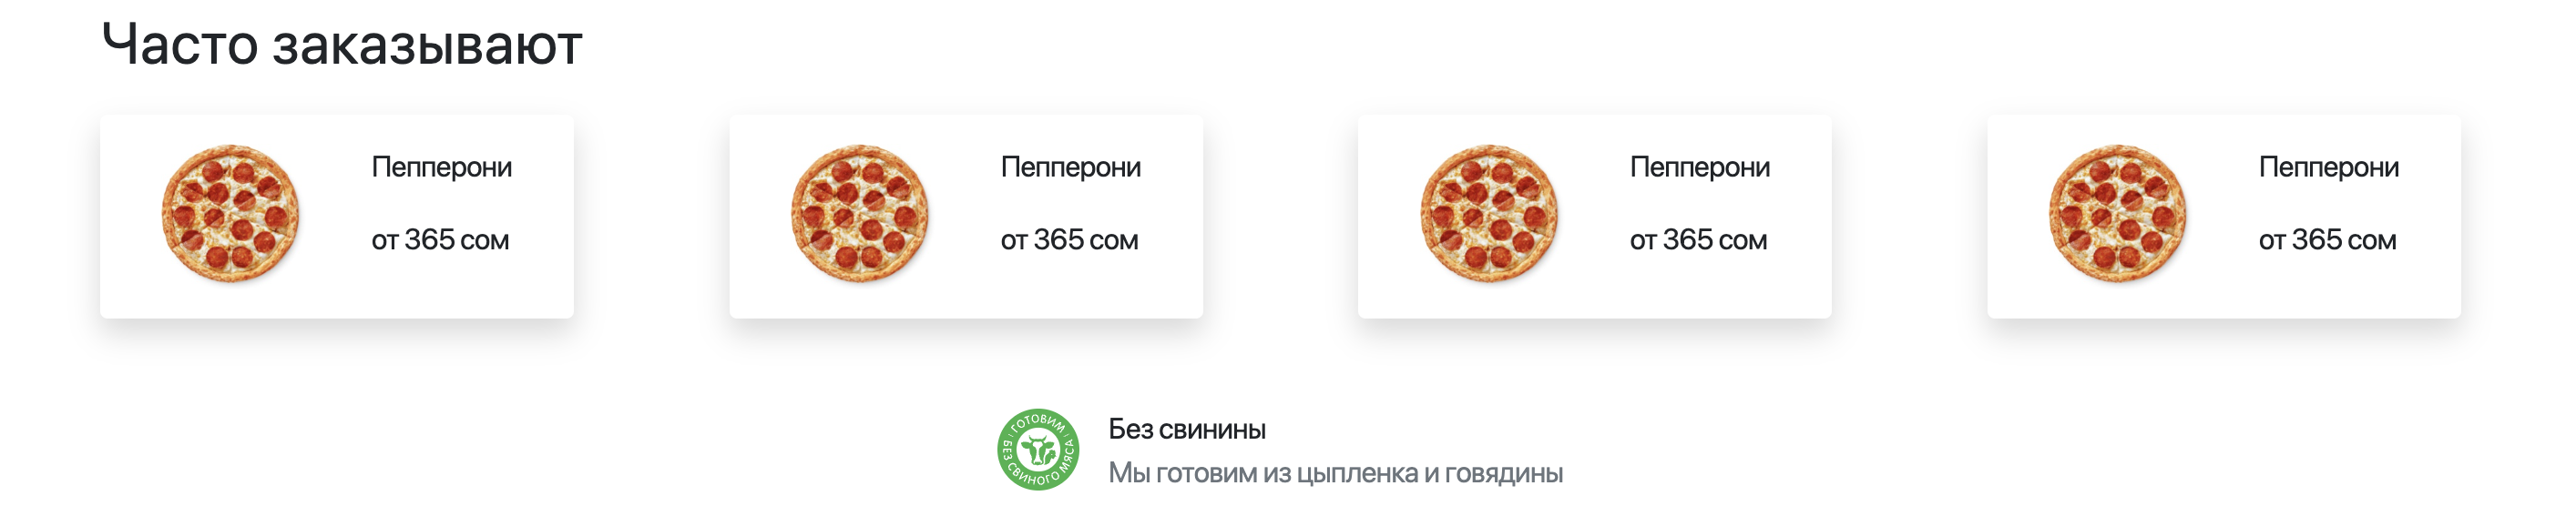 Часто заказывают
Пепперони
от 365 сом
Пепперони
от 365 сом
Пепперони
от 365 сом
Пепперони
от 365 сом
ГОТОВИМ
БЕЗ СВИНОГО МЯСА
Без свинины
Мы готовим из цыпленка и говядины